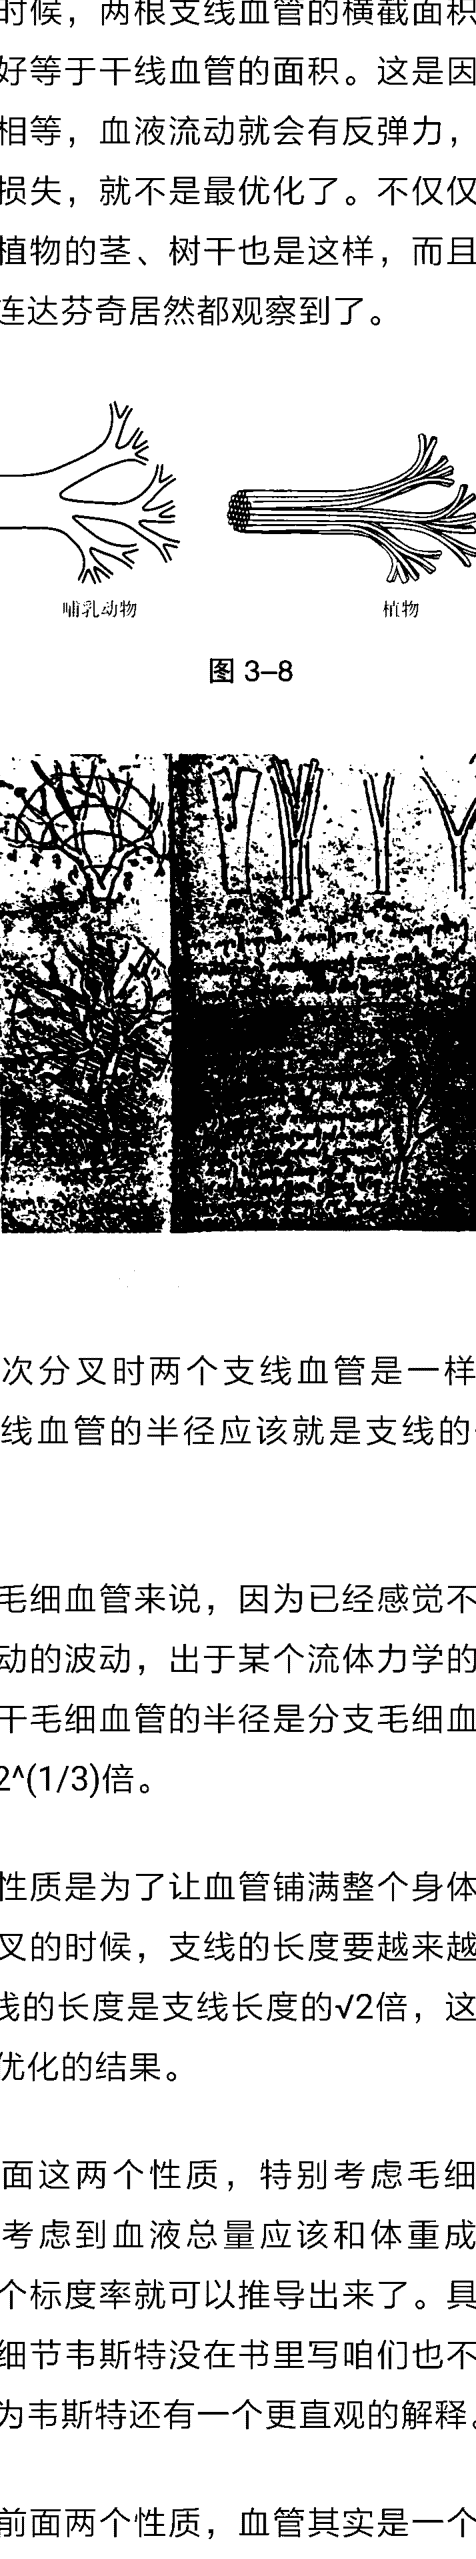 时候，两根支线血管的横截面积
好等于干线血管的面积。这是因
相等，血液流动就会有反弹力，
损失，就不是最优化了。不仅仅
植物的茎、树干也是这样，而且
连达芬奇居然都观察到了。
哺乳动物
植物
图 3–8
次分叉时两个支线血管是一样
线血管的半径应该就是支线的
毛细血管来说，因为已经感觉不
动的波动，出于某个流体力学的
干毛细血管的半径是分支毛细血
2^(1/3)倍。
性质是为了让血管铺满整个身体
叉的时候，支线的长度要越来越
线的长度是支线长度的√2倍，这
优化的结果。
面这两个性质，特别考虑毛细
考虑到血液总量应该和体重成
个标度率就可以推导出来了。具
细节韦斯特没在书里写咱们也不
为韦斯特还有一个更直观的解释。
前面两个性质，血管其实是一个